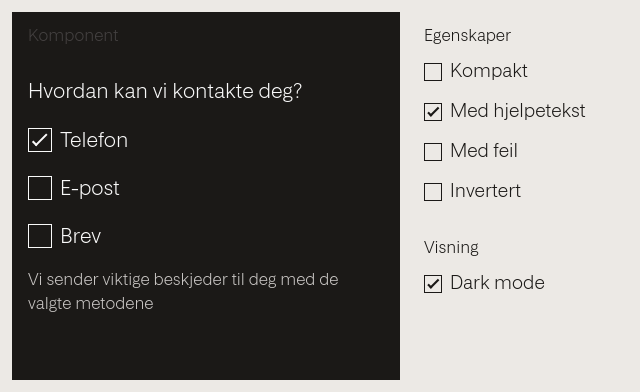 Komponent
Hvordan kan vi kontakte deg?
Telefon
E-post
Brev
Vi sender viktige beskjeder til deg med de
valgte metodene
Egenskaper
Kompakt
Med hjelpetekst
Med feil
Invertert
Visning
Dark mode